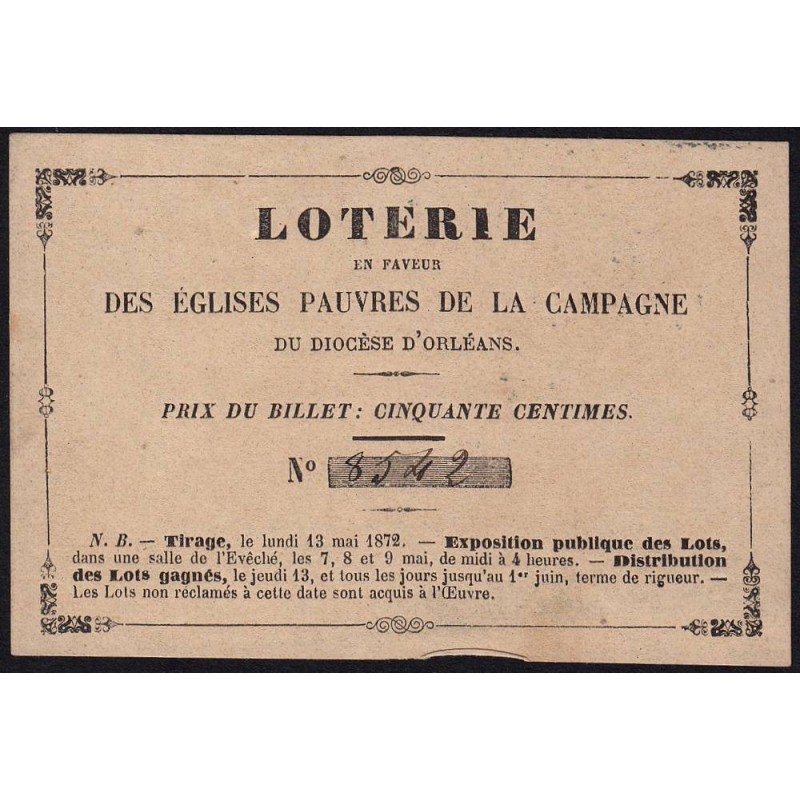 LOTERIE
EN FAVEUR
DES ÉGLISES PAUVRES DE LA CAMPAGNE
DU DIOCÈSE D'ORLÉANS.
PRIX DU BILLET: CINQUANTE CENTIMES.
Nº 8542
N. B. — Tirage, le lundi 13 mai 1872. — Exposition publique des Lots,
dans une salle de l'Evêché, les 7, 8 et 9 mai, de midi à 4 heures. — Distribution
des Lots gagnés, le jeudi 13, et tous les jours jusqu'au 1er juin, terme de rigueur. —
Les Lots non réclamés à cette date sont acquis à l'Œuvre.